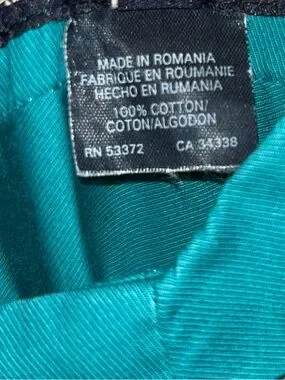 MADE IN ROMANIA
FABRIQUE EN ROUMANIE
HECHO EN RUMANIA
100% COTTON/
COTON/ALGODON
RN 53372 CA 34338